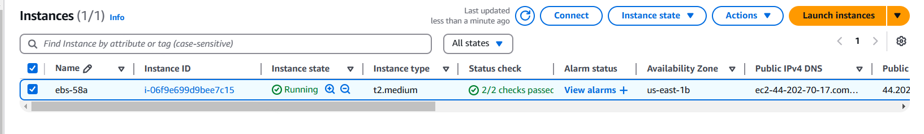 Instances (1/1) Info
Last updated
less than a minute ago
Connect
Instance state
Actions
Launch instances
Find Instance by attribute or tag (case-sensitive)
All states
1
Name Instance ID Instance state Instance type Status check Alarm status Availability Zone Public IPv4 DNS Public
ebs-58a i-06f9e699d9bee7c15 Running t2.medium 2/2 checks passec View alarms + us-east-1b ec2-44-202-70-17.com... 44.202